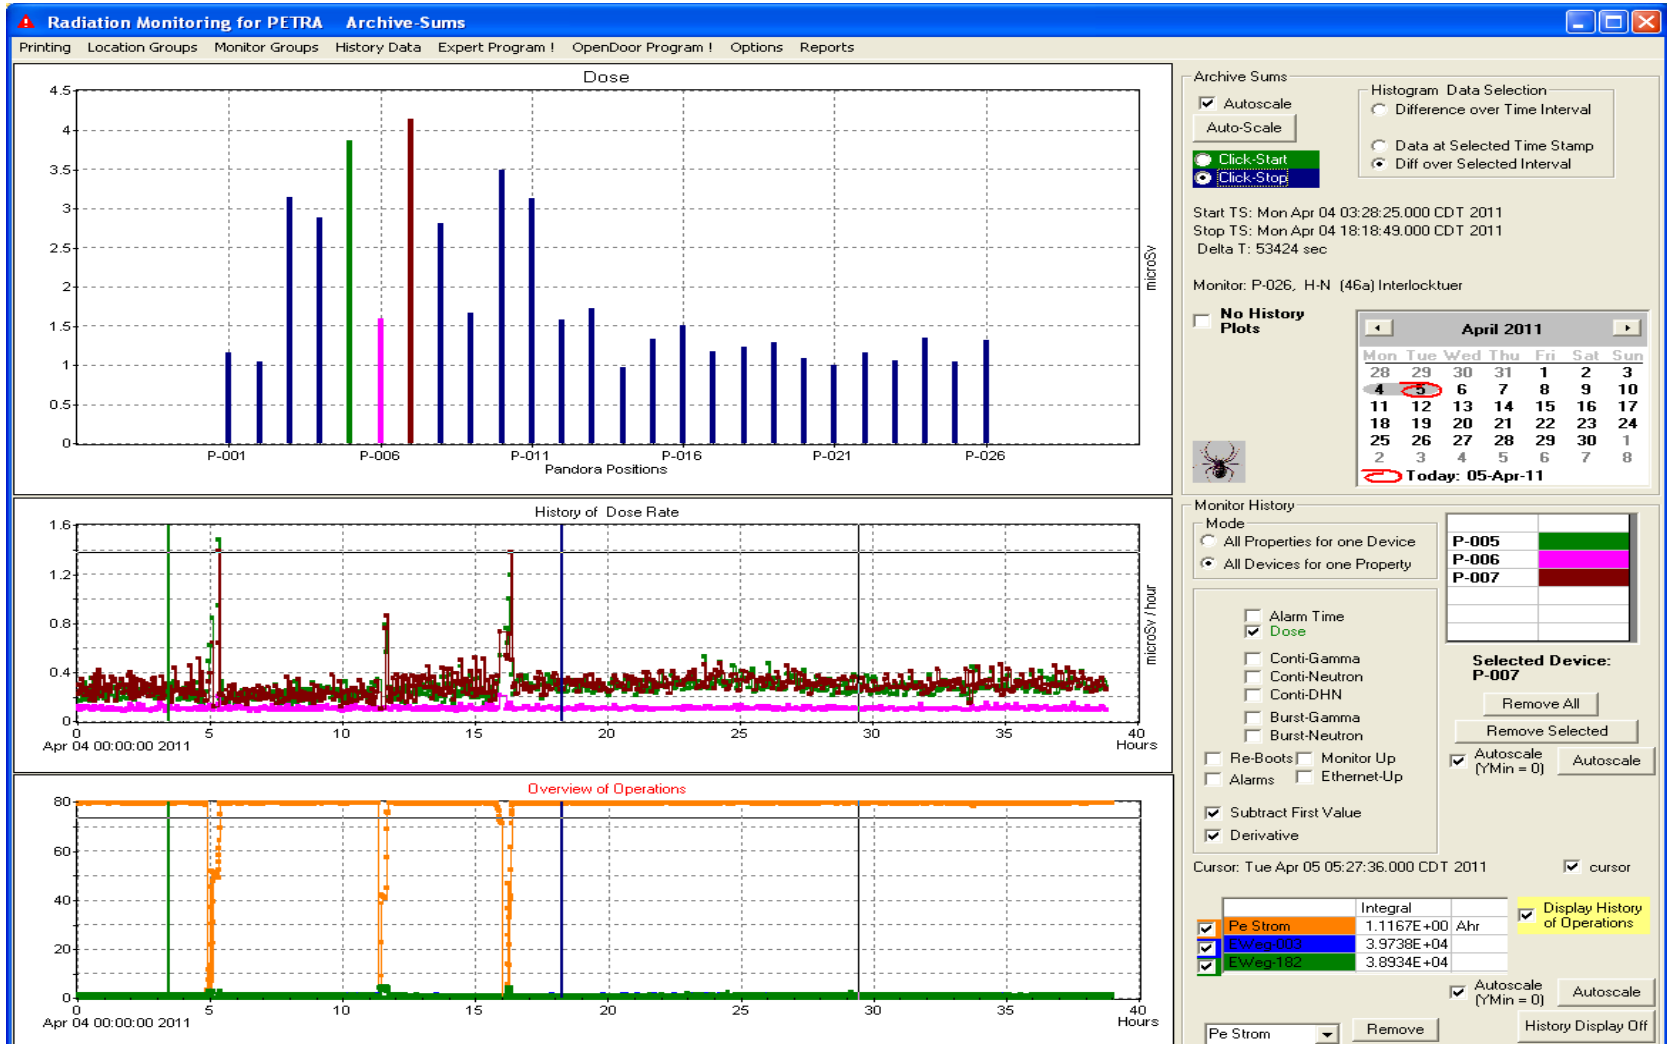 Radiation Monitoring for PETRA Archive-Sums
Printing Location Groups Monitor Groups History Data Expert Program ! OpenDoor Program ! Options Reports
Dose
4.5
4
3.5
3
2.5
2
1.5
1
0.5
0
microSv
P-001 P-006 P-011 P-016 P-021 P-026
Pandora Positions
History of Dose Rate
1.6
1.2
0.8
0.4
0
microSv / hour
0 5 10 15 20 25 30 35 40
Apr 04 00:00:00 2011 Hours
Overview of Operations
80
60
40
20
0
0 5 10 15 20 25 30 35 40
Apr 04 00:00:00 2011 Hours
Archive Sums
Autoscale
Auto-Scale
Click-Start
Click-Stop
Histogram Data Selection
Difference over Time Interval
Data at Selected Time Stamp
Diff over Selected Interval
Start TS: Mon Apr 04 03:28:25.000 CDT 2011
Stop TS: Mon Apr 04 18:18:49.000 CDT 2011
Delta T: 53424 sec
Monitor: P-026, H-N (46a) Interlocktuer
No History
Plots
April 2011
Mon Tue Wed Thu Fri Sat Sun
28 29 30 31 1 2 3
4 5 6 7 8 9 10
11 12 13 14 15 16 17
18 19 20 21 22 23 24
25 26 27 28 29 30 1
2 3 4 5 6 7 8
Today: 05-Apr-11
Monitor History
Mode
All Properties for one Device
All Devices for one Property
P-005
P-006
P-007
Alarm Time
Dose
Conti-Gamma
Conti-Neutron
Conti-DHN
Burst-Gamma
Burst-Neutron
Re-Boots Monitor Up
Alarms Ethernet-Up
Subtract First Value
Derivative
Selected Device:
P-007
Remove All
Remove Selected
Autoscale
(YMin = 0)
Autoscale
Cursor: Tue Apr 05 05:27:36.000 CDT 2011
cursor
Integral
Pe Strom 1.1167E+00 Ahr
EWeg-003 3.9738E+04
EWeg-182 3.8934E+04
Display History
of Operations
Autoscale
(YMin = 0)
Autoscale
Pe Strom
Remove
History Display Off